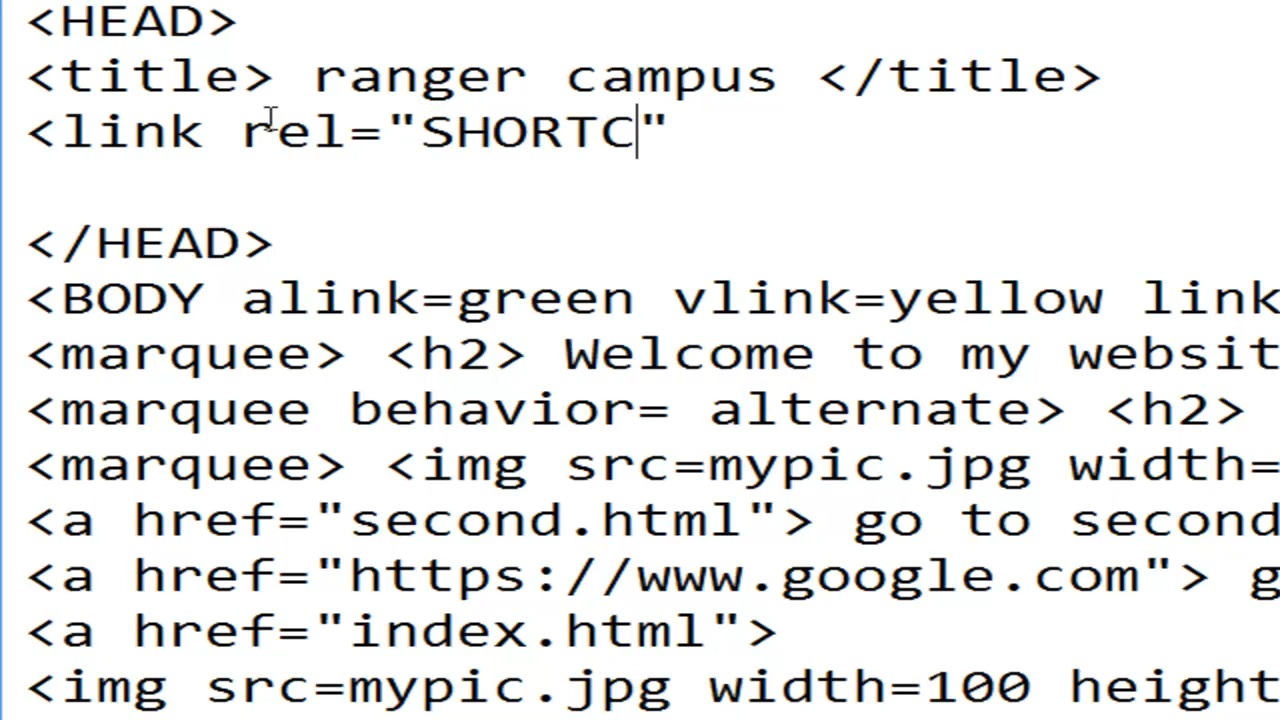 <HEAD>
<title> ranger campus </title>
<link rel="SHORTC"
</HEAD>
<BODY alink=green vlink=yellow link
<marquee> <h2> Welcome to my websit
<marquee behavior= alternate> <h2>
<marquee> <img src=mypic.jpg width=
<a href="second.html"> go to second
<a href="https://www.google.com"> g
<a href="index.html">
<img src=mypic.jpg width=100 height